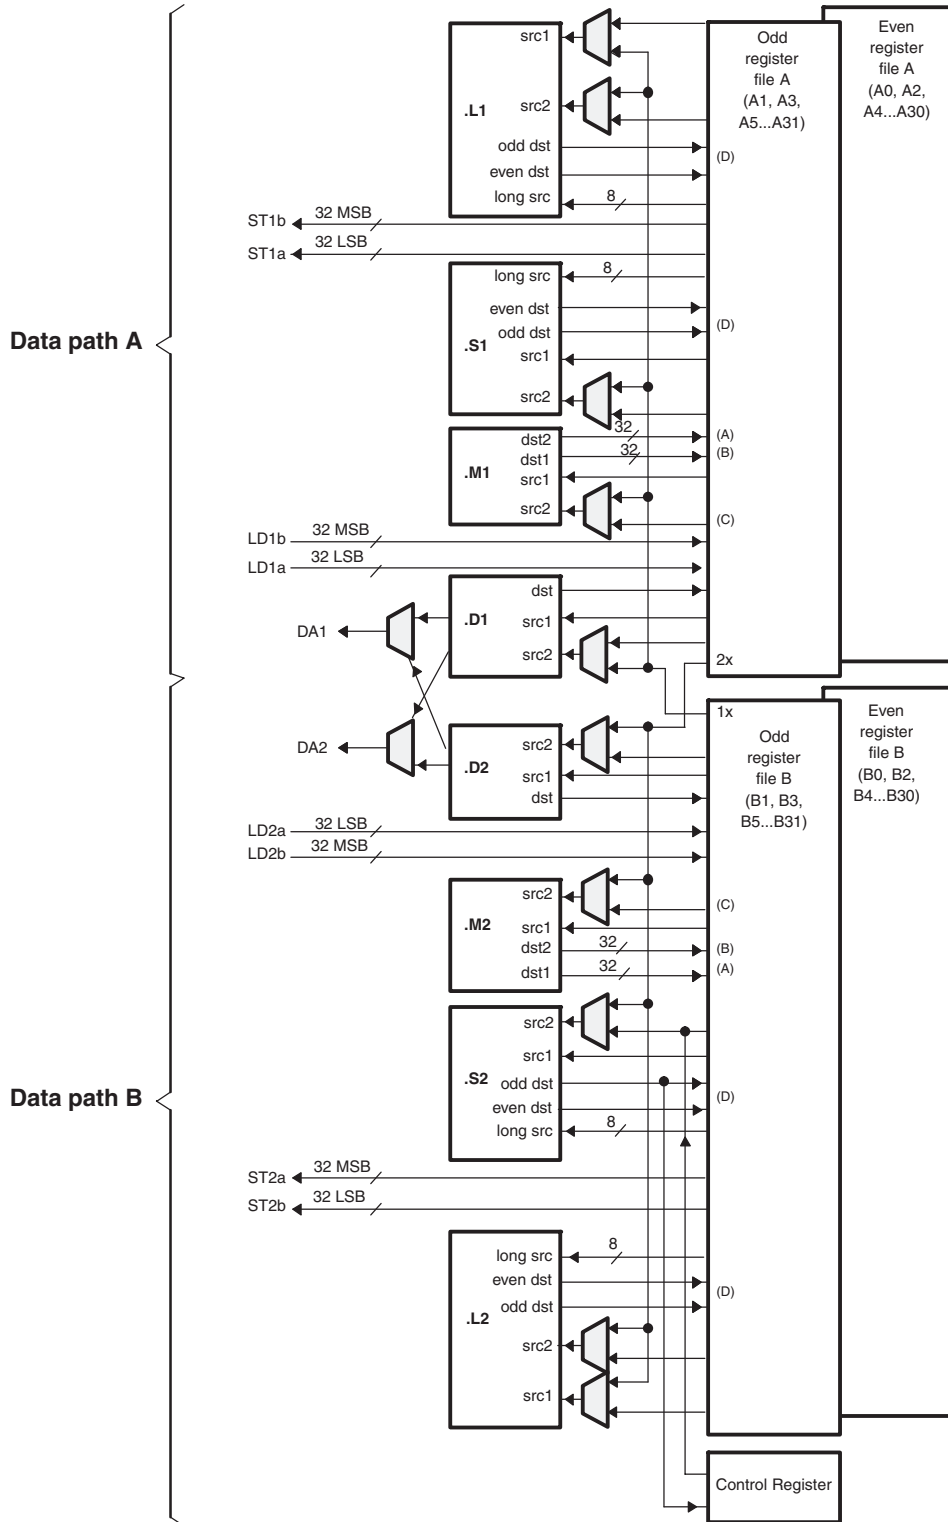 Even
register
file A
(A0, A2,
A4...A30)
Odd
register
file A
(A1, A3,
A5...A31)
src1
.L1
src2
odd dst
(D)
even dst
long src
8
ST1b
32 MSB
ST1a
32 LSB
long src
8
even dst
(D)
odd dst
Data path A
.S1
src1
src2
32
dst2
(A)
dst1
32
(B)
.M1
src1
src2
(C)
LD1b
32 MSB
LD1a
32 LSB
dst
.D1
src1
DA1
src2
2x
1x
Odd
register
file B
(B1, B3,
B5...B31)
Even
register
file B
(B0, B2,
B4...B30)
DA2
src2
.D2
src1
dst
LD2a
32 LSB
LD2b
32 MSB
src2
(C)
.M2
src1
dst2
32
(B)
dst1
32
(A)
src2
src1
.S2
odd dst
(D)
even dst
Data path B
long src
8
ST2a
32 MSB
ST2b
32 LSB
long src
8
even dst
(D)
odd dst
.L2
src2
src1
Control Register